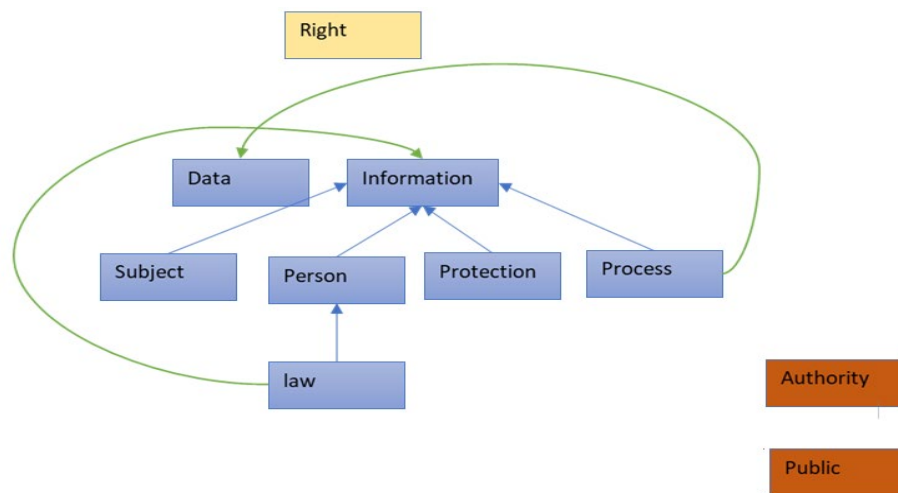 Right
Data
Information
Subject
Person
Protection
Process
law
Authority
Public